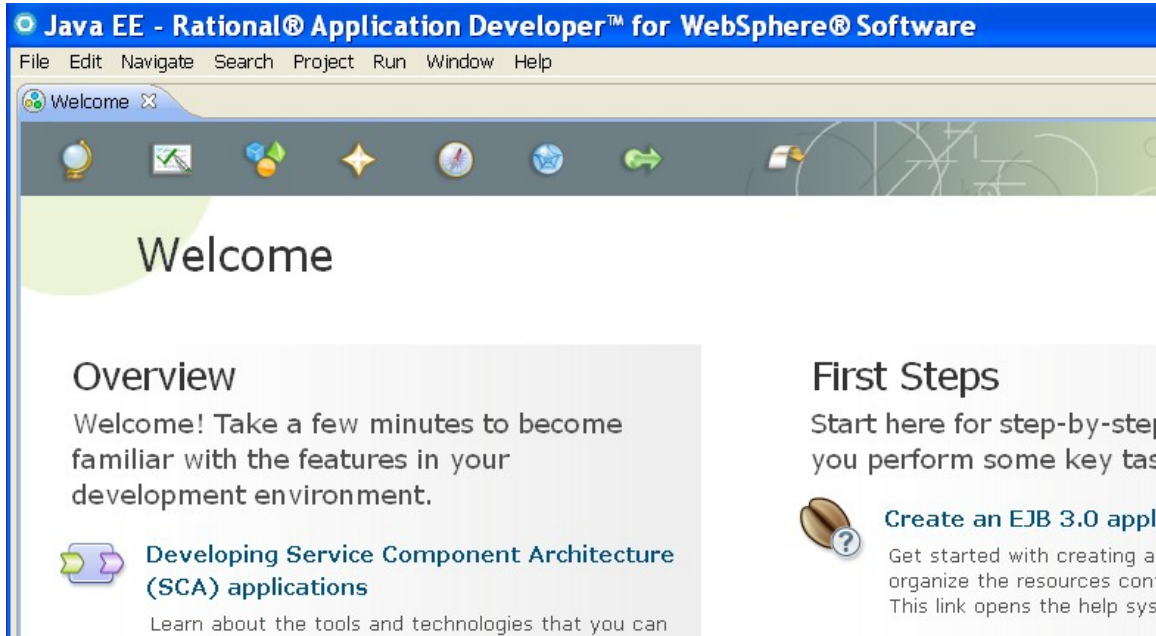 Java EE - Rational® Application Developer™ for WebSphere® Software
File Edit Navigate Search Project Run Window Help
Welcome
Welcome
Overview
Welcome! Take a few minutes to become
familiar with the features in your
development environment.
Developing Service Component Architecture
(SCA) applications
Learn about the tools and technologies that you can
First Steps
Start here for step-by-step
you perform some key
Create an EJB 3.0
Get started with creating a
organize the resources
This link opens the help